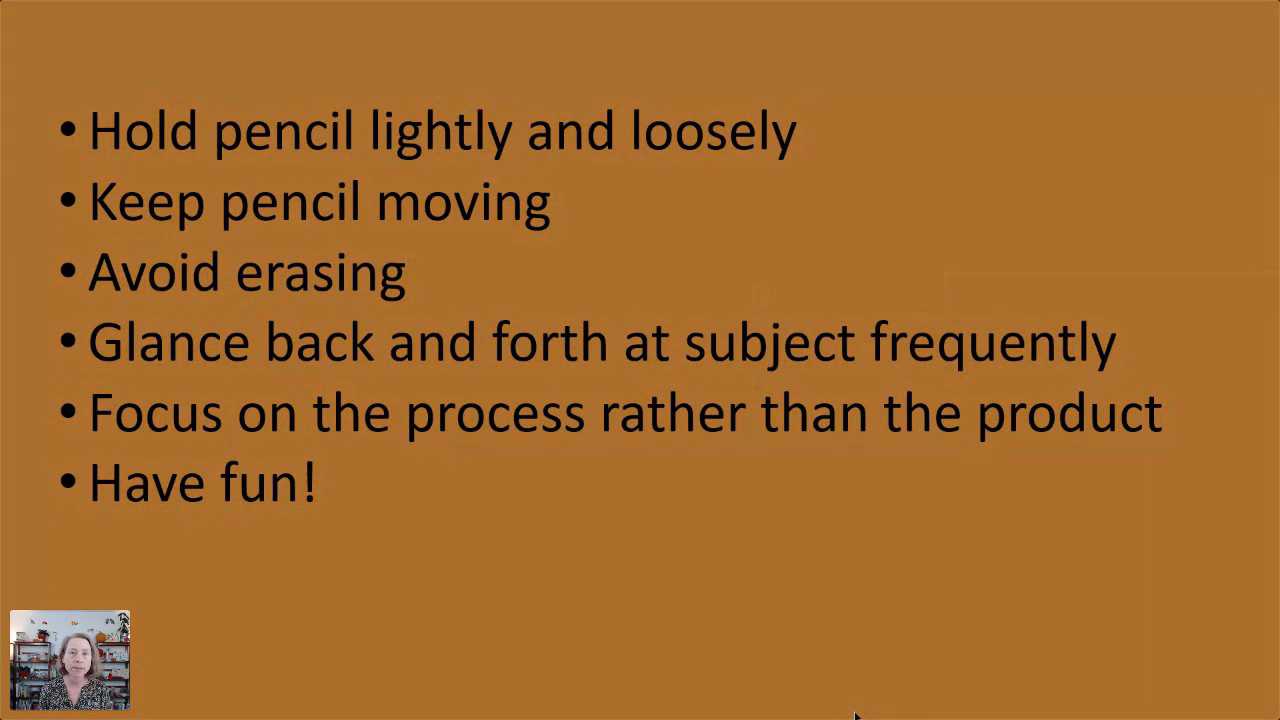 • Hold pencil lightly and loosely
• Keep pencil moving
• Avoid erasing
• Glance back and forth at subject frequently
• Focus on the process rather than the product
• Have fun!